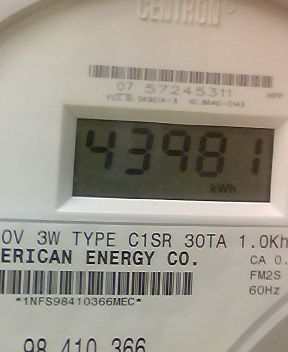 CENTRON
07 57245311
43981
kWh
0V 3W TYPE C1SR 30TA 1.0Kh
ERICAN ENERGY CO.
CA 0.
FM2S
*1NFS98410366MEC*
60Hz
98 410 366